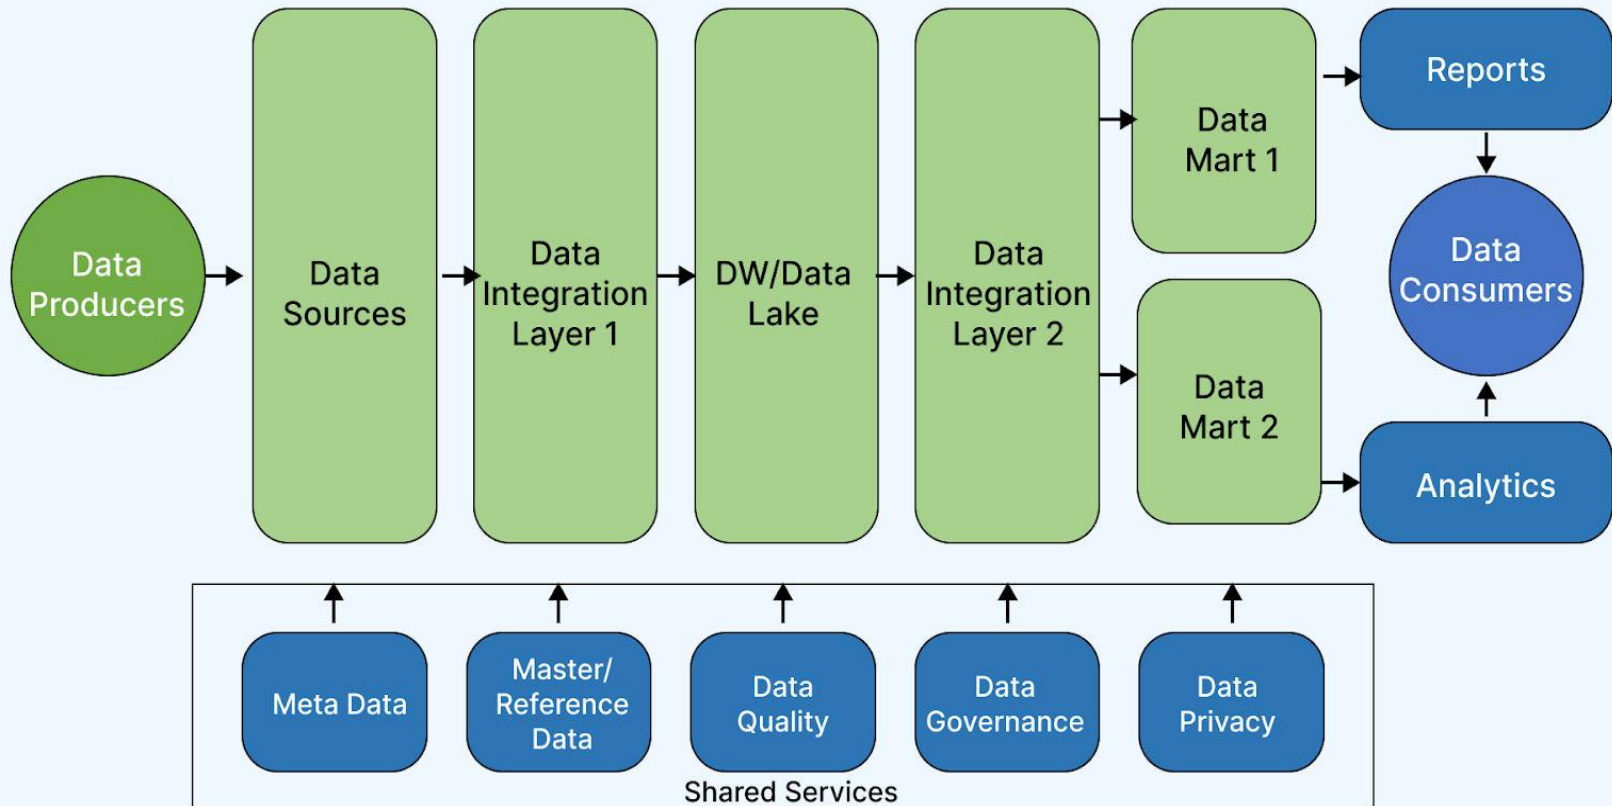 Data
Producers
Data
Sources
Data
Integration
Layer 1
DW/Data
Lake
Data
Integration
Layer 2
Data
Mart 1
Data
Mart 2
Reports
Data
Consumers
Analytics
Meta Data
Master/
Reference
Data
Data
Quality
Data
Governance
Data
Privacy
Shared Services